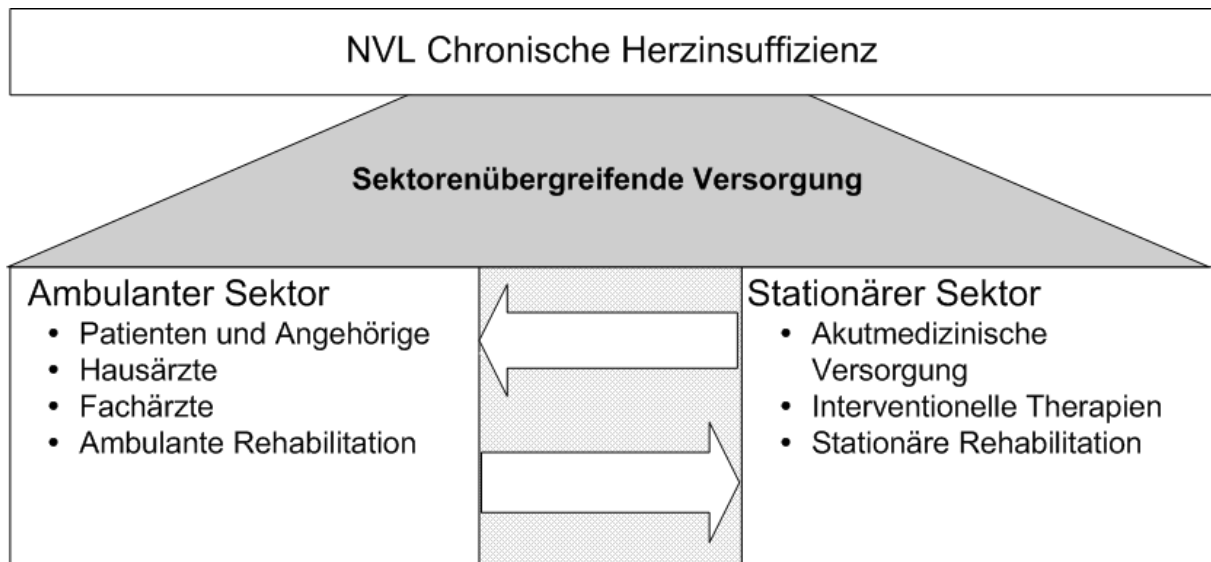 NVL Chronische Herzinsuffizienz
Sektorenübergreifende Versorgung
Ambulanter Sektor
• Patienten und Angehörige
• Hausärzte
• Fachärzte
• Ambulante Rehabilitation
Stationärer Sektor
• Akutmedizinische
Versorgung
• Interventionelle Therapien
• Stationäre Rehabilitation